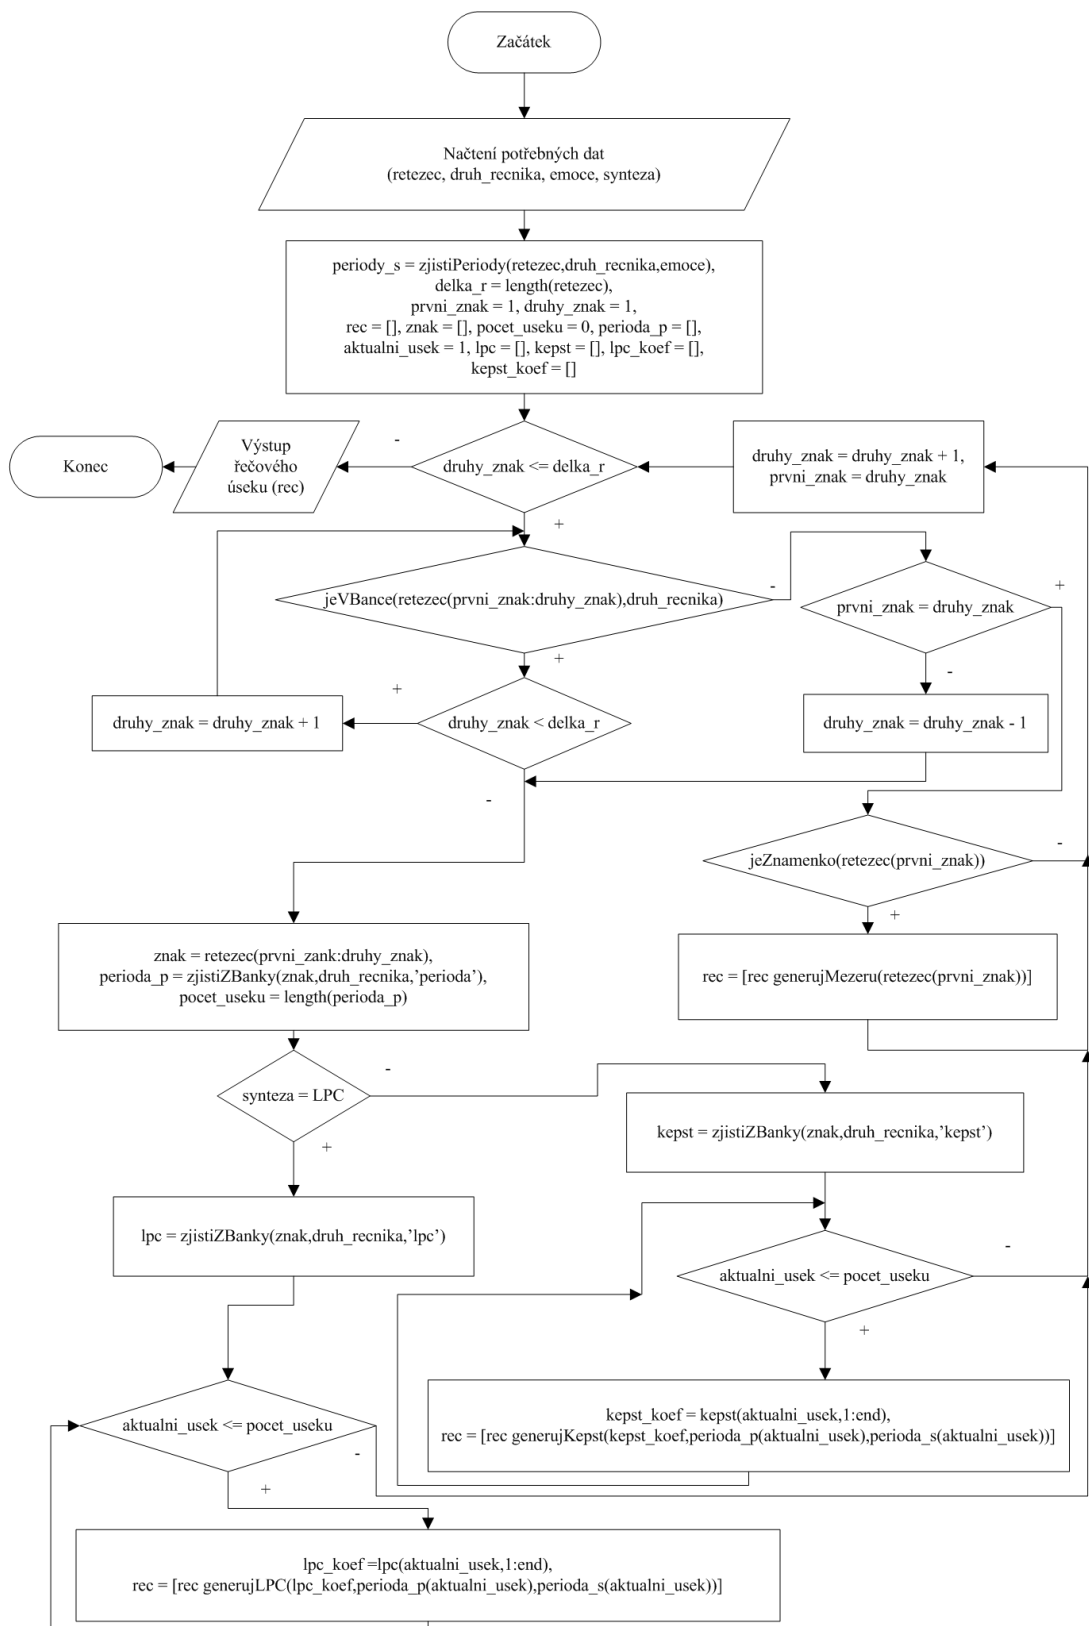 Začátek
Načtení potřebných dat
(retezec, druh_recnika, emoce, synteza)
periody_s = zjistiPeriody(retezec,druh_recnika,emoce),
delka_r = length(retezec),
prvni_znak = 1, druhy_znak = 1,
rec = [], znak = [], pocet_useku = 0, perioda_p = [],
aktualni_usek = 1, lpc = [], kepst = [], lpc_koef = [],
kepst_koef = []
Konec
Výstup
řečového
úseku (rec)
-
druhy_znak <= delka_r
+
druhy_znak = druhy_znak + 1,
prvni_znak = druhy_znak
jeVBance(retezec(prvni_znak:druhy_znak),druh_recnika)
-
+
prvni_znak = druhy_znak
+
-
druhy_znak = druhy_znak + 1
+
druhy_znak < delka_r
-
druhy_znak = druhy_znak - 1
jeZnamenko(retezec(prvni_znak))
-
+
rec = [rec generujMezeru(retezec(prvni_znak))]
znak = retezec(prvni_zank:druhy_znak),
perioda_p = zjistiZBanky(znak,druh_recnika,’perioda’),
pocet_useku = length(perioda_p)
synteza = LPC
-
+
kepst = zjistiZBanky(znak,druh_recnika,’kepst’)
lpc = zjistiZBanky(znak,druh_recnika,’lpc’)
aktualni_usek <= pocet_useku
-
+
kepst_koef = kepst(aktualni_usek,1:end),
rec = [rec generujKepst(kepst_koef,perioda_p(aktualni_usek),perioda_s(aktualni_usek))]
aktualni_usek <= pocet_useku
-
+
lpc_koef =lpc(aktualni_usek,1:end),
rec = [rec generujLPC(lpc_koef,perioda_p(aktualni_usek),perioda_s(aktualni_usek))]